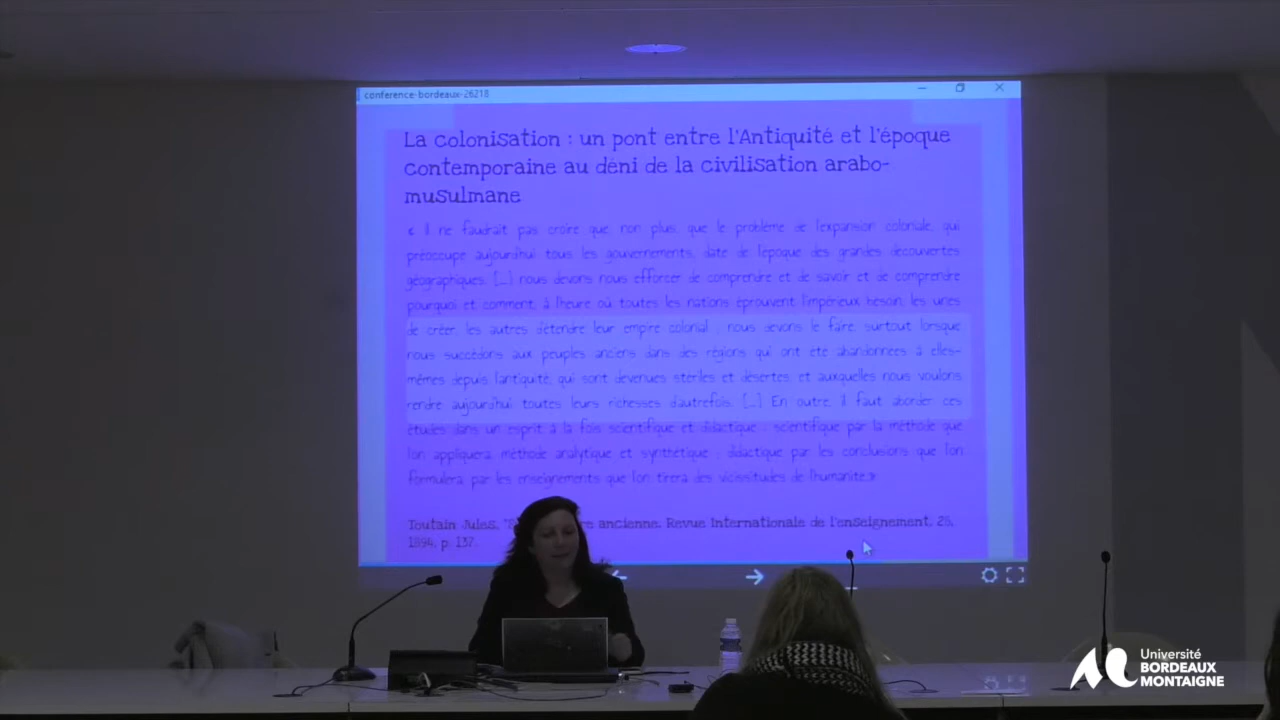 conference-bordeaux-26218
La colonisation : un pont entre l'Antiquité et l'époque
contemporaine au déni de la civilisation arabo-
musulmane
« Il ne faudrait pas croire que, non plus, que le problème de l'expansion coloniale, qui
préoccupe aujourd'hui tous les gouvernements, date de l'époque des grandes découvertes
géographiques. [...] nous devons nous efforcer de comprendre et de savoir et de comprendre
pourquoi et comment, à l'heure où toutes les nations éprouvent l'impérieux besoin, les unes
de créer, les autres d'étendre leur empire colonial ; nous devons le faire, surtout lorsque
nous succédons aux peuples anciens dans des régions qui ont été abandonnées à elles-
mêmes depuis l'antiquité, qui sont devenues stériles et désertes, et auxquelles nous voulons
rendre aujourd'hui toutes leurs richesses d'autrefois. [...] En outre, il faut aborder ces
études dans un esprit à la fois scientifique et didactique : scientifique par la méthode que
l'on appliquera, méthode analytique et synthétique ; didactique par les conclusions que l'on
formulera, par les enseignements que l'on tirera des vicissitudes de l'humanité.»
Toutain Jules, ancienne. Revue Internationale de l'enseignement, 28,
1894, p. 137.
Université
BORDEAUX
MONTAIGNE